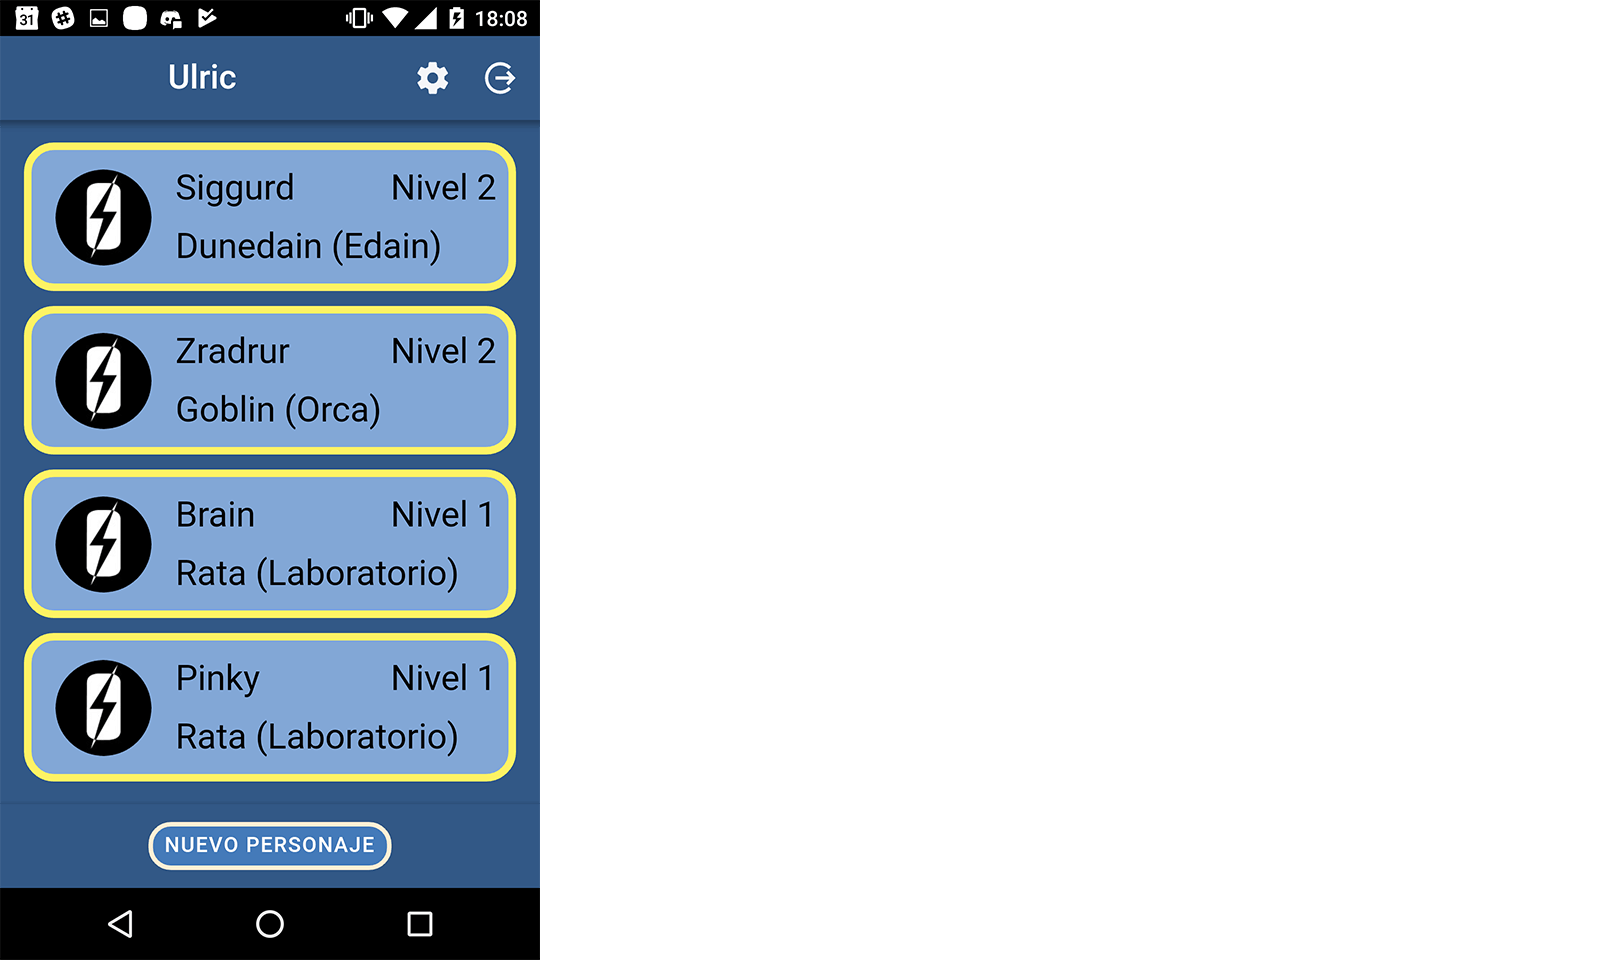 31 18:08
Ulric
Siggurd Nivel 2
Dunedain (Edain)
Zradrur Nivel 2
Goblin (Orca)
Brain Nivel 1
Rata (Laboratorio)
Pinky Nivel 1
Rata (Laboratorio)
NUEVO PERSONAJE